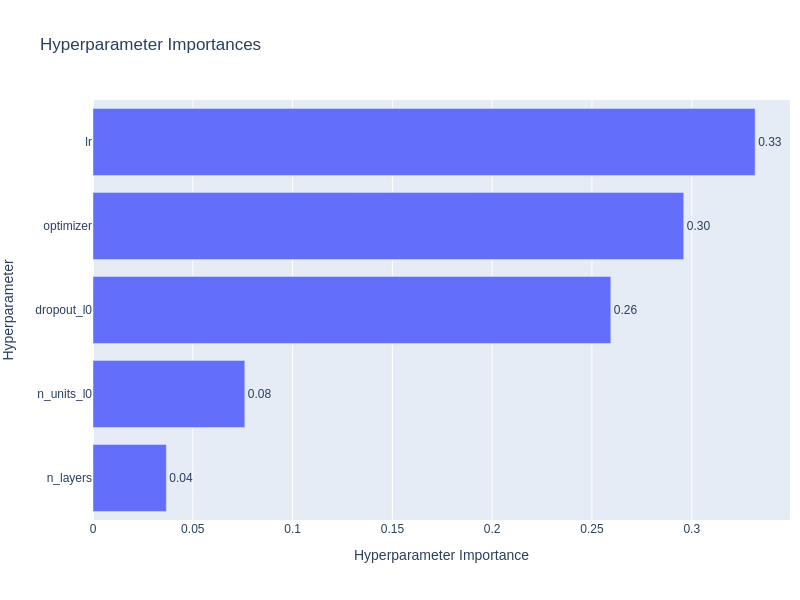 Hyperparameter Importances
Hyperparameter
lr
0.33
optimizer
0.30
dropout_l0
0.26
n_units_l0
0.08
n_layers
0.04
0 0.05 0.1 0.15 0.2 0.25 0.3
Hyperparameter Importance